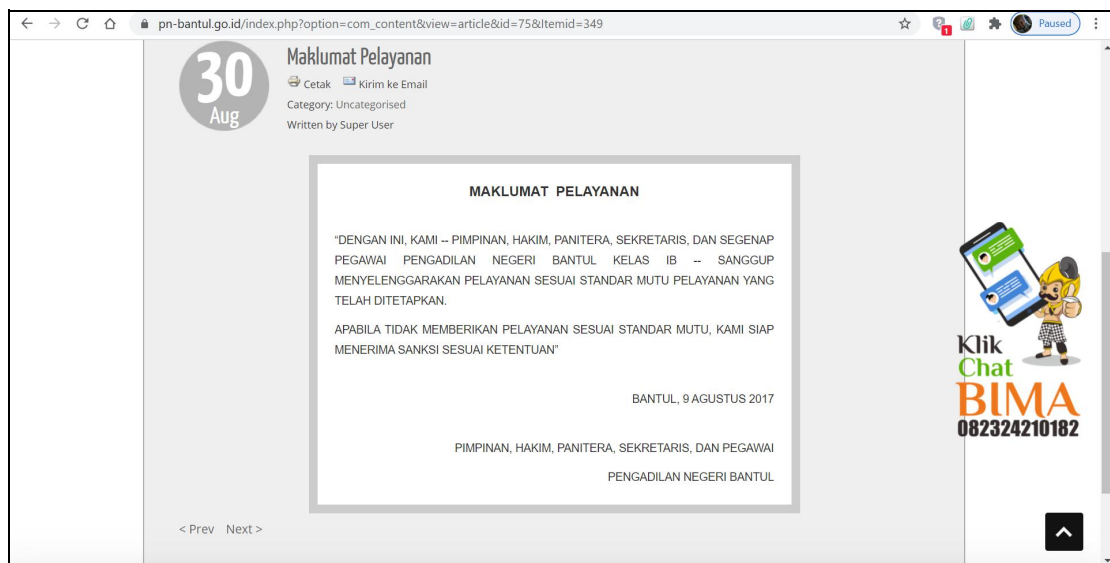 pn-bantul.go.id/index.php?option=com_content&view=article&id=75&Itemid=349
1
Paused
30
Aug
Maklumat Pelayanan
Cetak Kirim ke Email
Category: Uncategorised
Written by Super User
MAKLUMAT PELAYANAN
“DENGAN INI, KAMI -- PIMPINAN, HAKIM, PANITERA, SEKRETARIS, DAN SEGENAP
PEGAWAI PENGADILAN NEGERI BANTUL KELAS IB -- SANGGUP
MENYELENGGARAKAN PELAYANAN SESUAI STANDAR MUTU PELAYANAN YANG
TELAH DITETAPKAN.
APABILA TIDAK MEMBERIKAN PELAYANAN SESUAI STANDAR MUTU, KAMI SIAP
MENERIMA SANKSI SESUAI KETENTUAN”
BANTUL, 9 AGUSTUS 2017
PIMPINAN, HAKIM, PANITERA, SEKRETARIS, DAN PEGAWAI
PENGADILAN NEGERI BANTUL
Klik
Chat
BIMA
082324210182
< Prev Next >